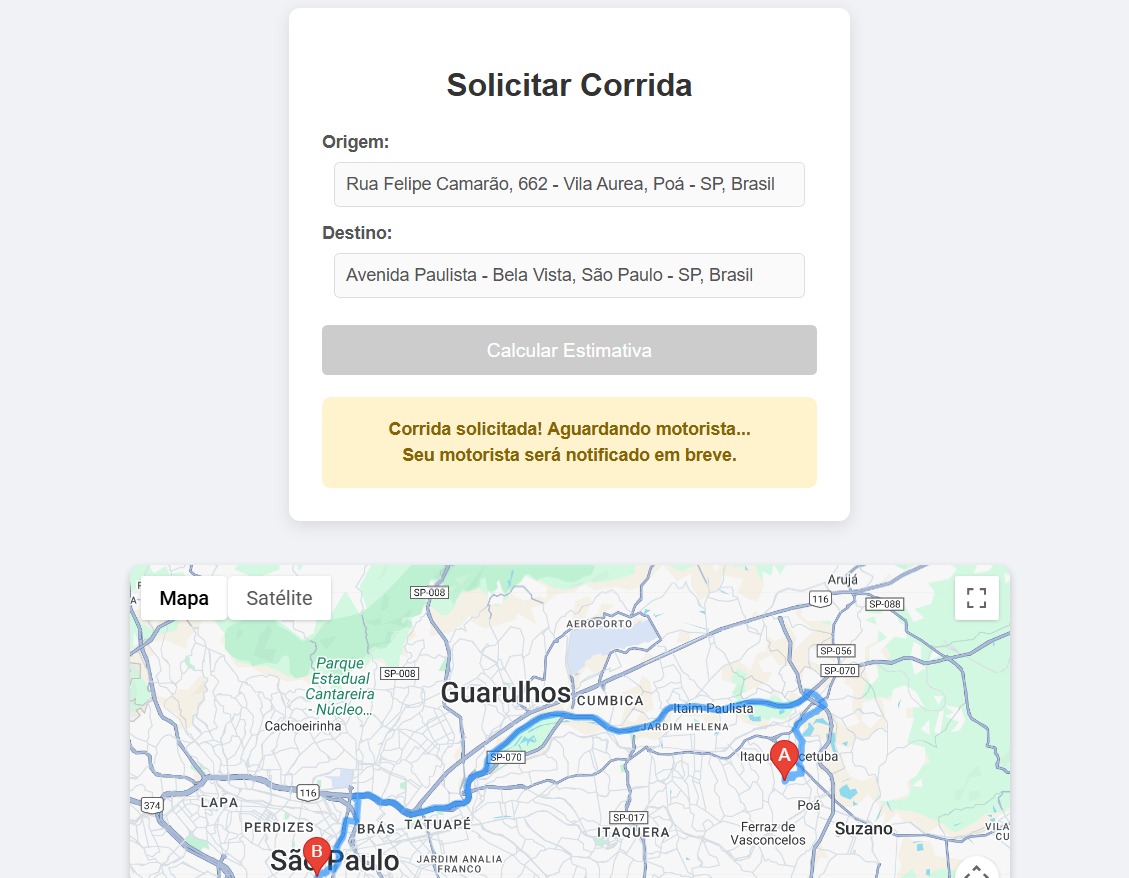 Solicitar Corrida
Origem:
Rua Felipe Camarão, 662 - Vila Aurea, Poá - SP, Brasil
Destino:
Avenida Paulista - Bela Vista, São Paulo - SP, Brasil
Calcular Estimativa
Corrida solicitada! Aguardando motorista...
Seu motorista será notificado em breve.
Mapa
Satélite
SP-008
Arujá
116
SP-088
AEROPORTO
SP-056
SP-070
Parque
Estadual
Cantareira
- Núcleo...
SP-008
Guarulhos
CUMBICA
Itaim Paulista
Cachoeirinha
JARDIM HELENA
SP-070
A
116
374
LAPA
Poá
SP-017
PERDIZES
BRÁS
TATUAPÉ
ITAQUERA
Ferraz de
Vasconcelos
Suzano
São Paulo
B
JARDIM ANALIA
FRANCO